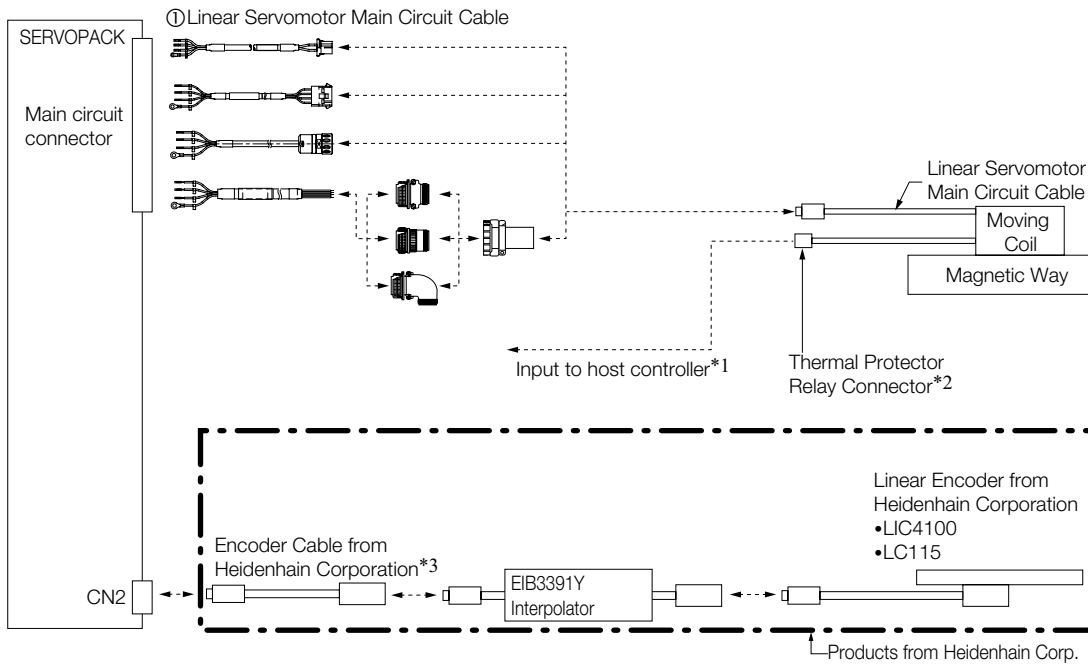 ①Linear Servomotor Main Circuit Cable
SERVOPACK
Main circuit
connector
Linear Servomotor
Main Circuit Cable
Moving
Coil
Magnetic Way
Input to host controller*1
Thermal Protector
Relay Connector*2
Linear Encoder from
Heidenhain Corporation
•LIC4100
•LC115
Encoder Cable from
Heidenhain Corporation*3
EIB3391Y
Interpolator
CN2
Products from Heidenhain Corp.